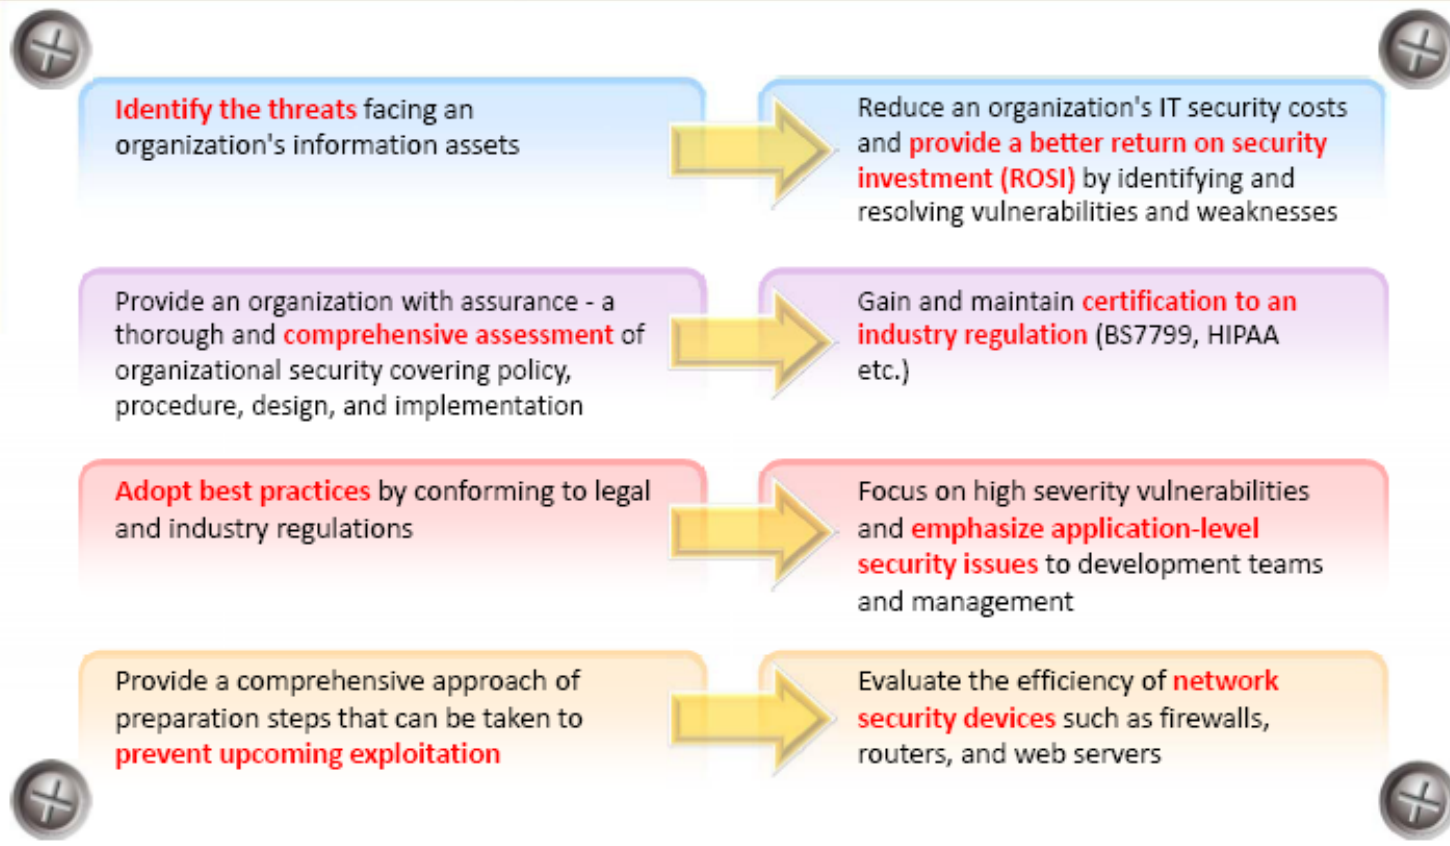 Identify the threats facing an
organization's information assets
Reduce an organization's IT security costs
and provide a better return on security
investment (ROSI) by identifying and
resolving vulnerabilities and weaknesses
Provide an organization with assurance - a
thorough and comprehensive assessment of
organizational security covering policy,
procedure, design, and implementation
Gain and maintain certification to an
industry regulation (BS7799, HIPAA
etc.)
Adopt best practices by conforming to legal
and industry regulations
Focus on high severity vulnerabilities
and emphasize application-level
security issues to development teams
and management
Provide a comprehensive approach of
preparation steps that can be taken to
prevent upcoming exploitation
Evaluate the efficiency of network
security devices such as firewalls,
routers, and web servers